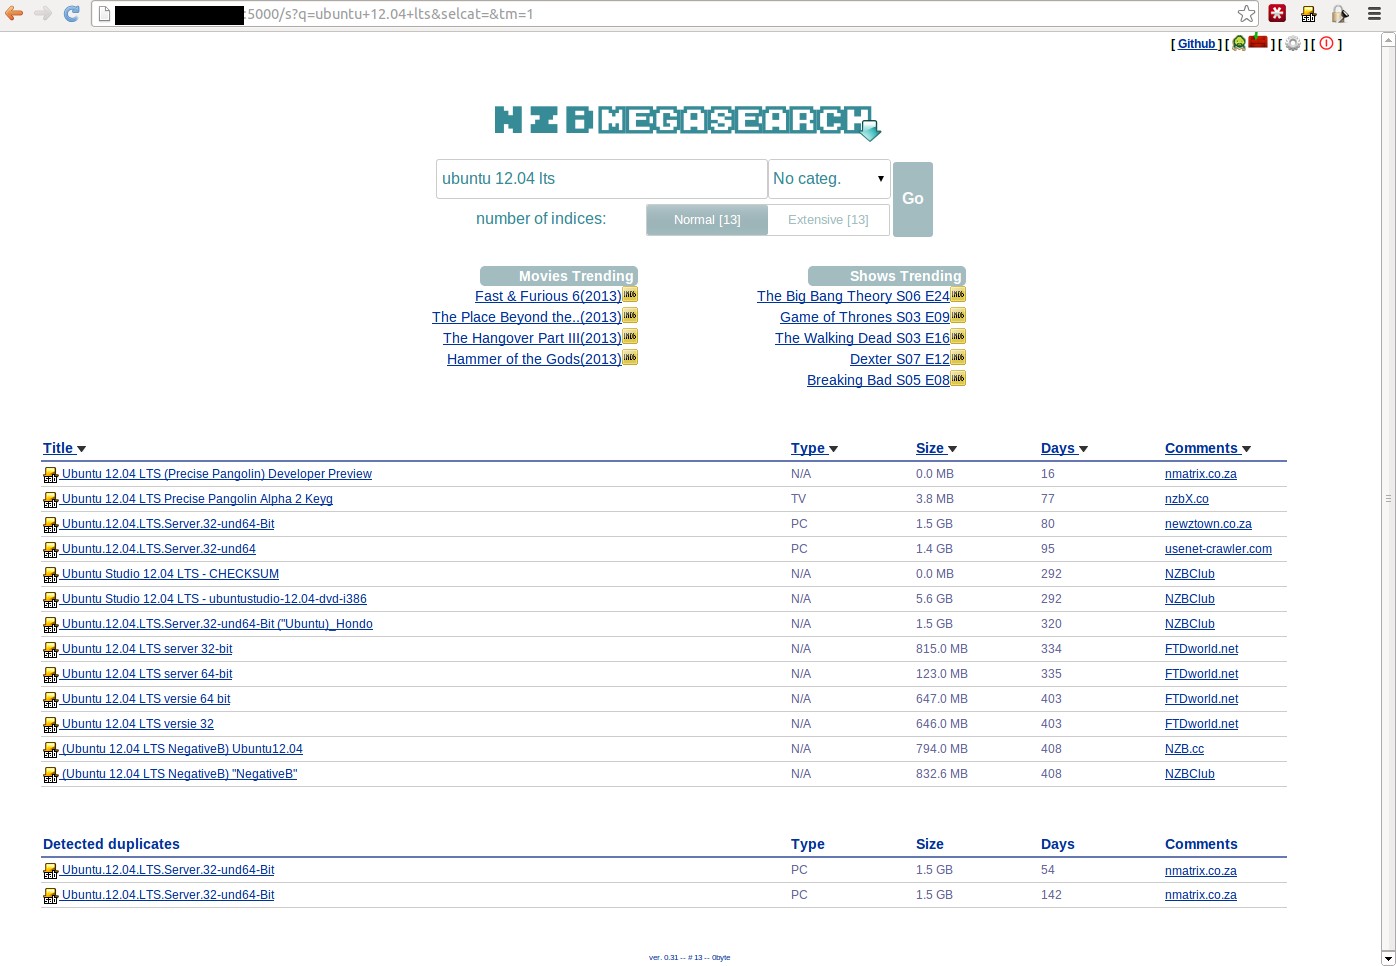 :5000/s?q=ubuntu+12.04+lts&selcat=&tm=1
[ Github ] [ ] [ ] [ ]
NZBMEGASEARCH
ubuntu 12.04 lts No categ. Go
number of indices: Normal [13] Extensive [13]
Movies Trending
Fast & Furious 6(2013)
The Place Beyond the..(2013)
The Hangover Part III(2013)
Hammer of the Gods(2013)
Shows Trending
The Big Bang Theory S06 E24
Game of Thrones S03 E09
The Walking Dead S03 E16
Dexter S07 E12
Breaking Bad S05 E08
Title Type Size Days Comments
Ubuntu 12.04 LTS (Precise Pangolin) Developer Preview N/A 0.0 MB 16 nmatrix.co.za
Ubuntu 12.04 LTS Precise Pangolin Alpha 2 Keyg TV 3.8 MB 77 nzbX.co
Ubuntu.12.04.LTS.Server.32-und64-Bit PC 1.5 GB 80 newztown.co.za
Ubuntu.12.04.LTS.Server.32-und64 PC 1.4 GB 95 usenet-crawler.com
Ubuntu Studio 12.04 LTS - CHECKSUM N/A 0.0 MB 292 NZBClub
Ubuntu Studio 12.04 LTS - ubuntustudio-12.04-dvd-i386 N/A 5.6 GB 292 NZBClub
Ubuntu.12.04.LTS.Server.32-und64-Bit ("Ubuntu)_Hondo N/A 1.5 GB 320 NZBClub
Ubuntu 12.04 LTS server 32-bit N/A 815.0 MB 334 FTDworld.net
Ubuntu 12.04 LTS server 64-bit N/A 123.0 MB 335 FTDworld.net
Ubuntu 12.04 LTS versie 64 bit N/A 647.0 MB 403 FTDworld.net
Ubuntu 12.04 LTS versie 32 N/A 646.0 MB 403 FTDworld.net
(Ubuntu 12.04 LTS NegativeB) Ubuntu12.04 N/A 794.0 MB 408 NZB.cc
(Ubuntu 12.04 LTS NegativeB) "NegativeB" N/A 832.6 MB 408 NZBClub
Detected duplicates Type Size Days Comments
Ubuntu.12.04.LTS.Server.32-und64-Bit PC 1.5 GB 54 nmatrix.co.za
Ubuntu.12.04.LTS.Server.32-und64-Bit PC 1.5 GB 142 nmatrix.co.za
ver. 0.31 -- # 13 -- 0byte